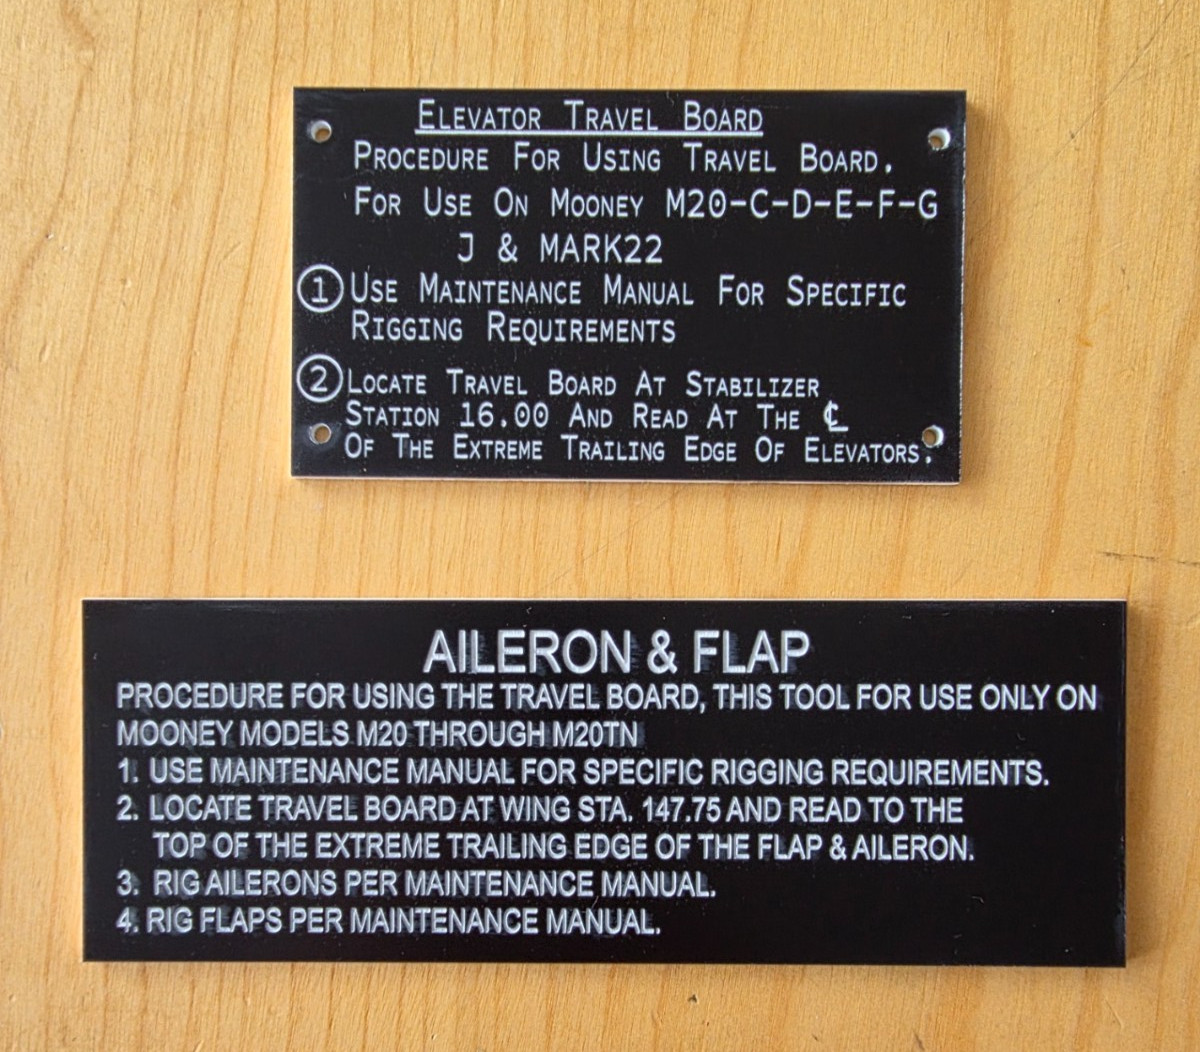 Elevator Travel Board
Procedure For Using Travel Board.
For Use On Mooney M20-C-D-E-F-G
J & MARK22
① Use Maintenance Manual For Specific
Rigging Requirements
② Locate Travel Board At Stabilizer
Station 16.00 And Read At The ℄
Of The Extreme Trailing Edge Of Elevators.
AILERON & FLAP
PROCEDURE FOR USING THE TRAVEL BOARD, THIS TOOL FOR USE ONLY ON
MOONEY MODELS M20 THROUGH M20TN
1. USE MAINTENANCE MANUAL FOR SPECIFIC RIGGING REQUIREMENTS.
2. LOCATE TRAVEL BOARD AT WING STA. 147.75 AND READ TO THE
TOP OF THE EXTREME TRAILING EDGE OF THE FLAP & AILERON.
3. RIG AILERONS PER MAINTENANCE MANUAL.
4. RIG FLAPS PER MAINTENANCE MANUAL.